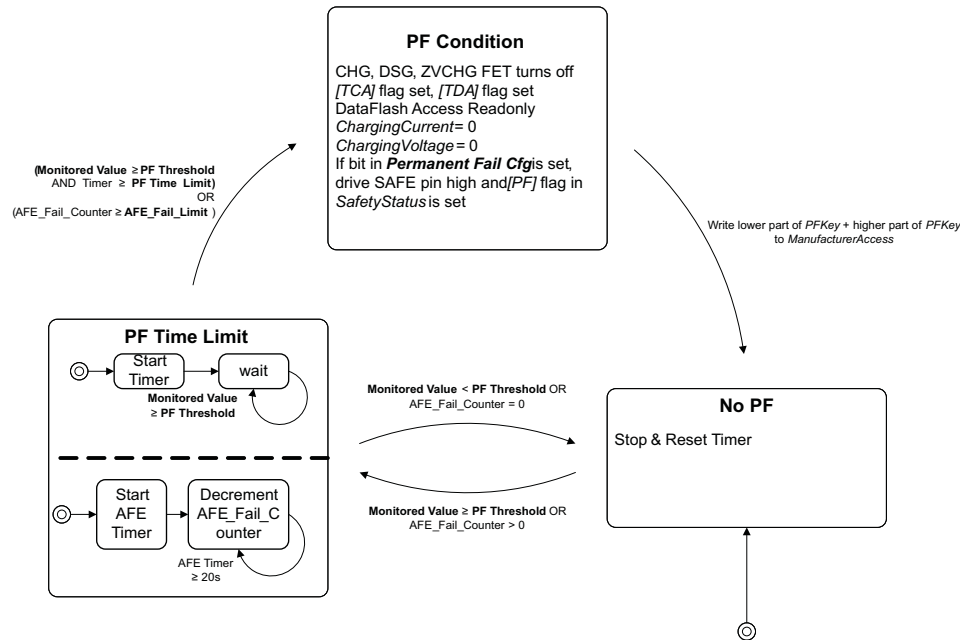 PF Condition
CHG, DSG, ZVCHG FET turns off
[TCA] flag set, [TDA] flag set
DataFlash Access Readonly
ChargingCurrent = 0
ChargingVoltage = 0
If bit in Permanent Fail Cfg is set,
drive SAFE pin high and [PF] flag in
SafetyStatus is set
(Monitored Value ≥ PF Threshold
AND Timer ≥ PF Time Limit)
OR
(AFE_Fail_Counter ≥ AFE_Fail_Limit )
Write lower part of PFKey + higher part of PFKey
to ManufacturerAccess
PF Time Limit
Start
Timer
wait
Monitored Value
≥ PF Threshold
Start
AFE
Timer
Decrement
AFE_Fail_C
ounter
AFE Timer
≥ 20s
Monitored Value < PF Threshold OR
AFE_Fail_Counter = 0
Monitored Value ≥ PF Threshold OR
AFE_Fail_Counter > 0
No PF
Stop & Reset Timer